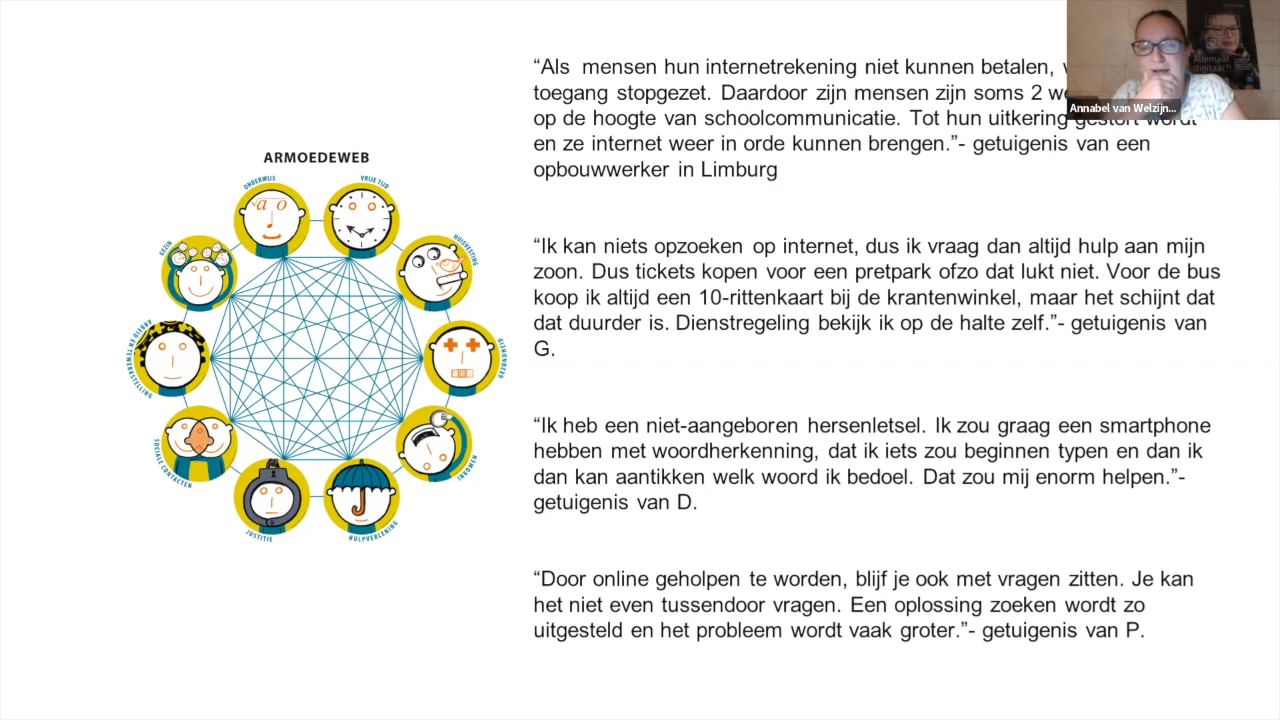 ARMOEDEWEB
ONDERWIJS
VRIJE TIJD
HUISVESTING
GEZONDHEID
INKOMEN
HULPVERLENING
JUSTITIE
SOCIALE CONTACTEN
ARBEID EN TEWERKSTELLING
GEZIN
“Als mensen hun internetrekening niet kunnen betalen,
toegang stopgezet. Daardoor zijn mensen zijn soms 2
op de hoogte van schoolcommunicatie. Tot hun uitkering gestort wordt
en ze internet weer in orde kunnen brengen.”- getuigenis van een
opbouwwerker in Limburg
“Ik kan niets opzoeken op internet, dus ik vraag dan altijd hulp aan mijn
zoon. Dus tickets kopen voor een pretpark ofzo dat lukt niet. Voor de bus
koop ik altijd een 10-rittenkaart bij de krantenwinkel, maar het schijnt dat
dat duurder is. Dienstregeling bekijk ik op de halte zelf.”- getuigenis van
G.
“Ik heb een niet-aangeboren hersenletsel. Ik zou graag een smartphone
hebben met woordherkenning, dat ik iets zou beginnen typen en dan ik
dan kan aantikken welk woord ik bedoel. Dat zou mij enorm helpen.”-
getuigenis van D.
“Door online geholpen te worden, blijf je ook met vragen zitten. Je kan
het niet even tussendoor vragen. Een oplossing zoeken wordt zo
uitgesteld en het probleem wordt vaak groter.”- getuigenis van P.
Allemaal
digitaal?!
Annabel van Welzijn...